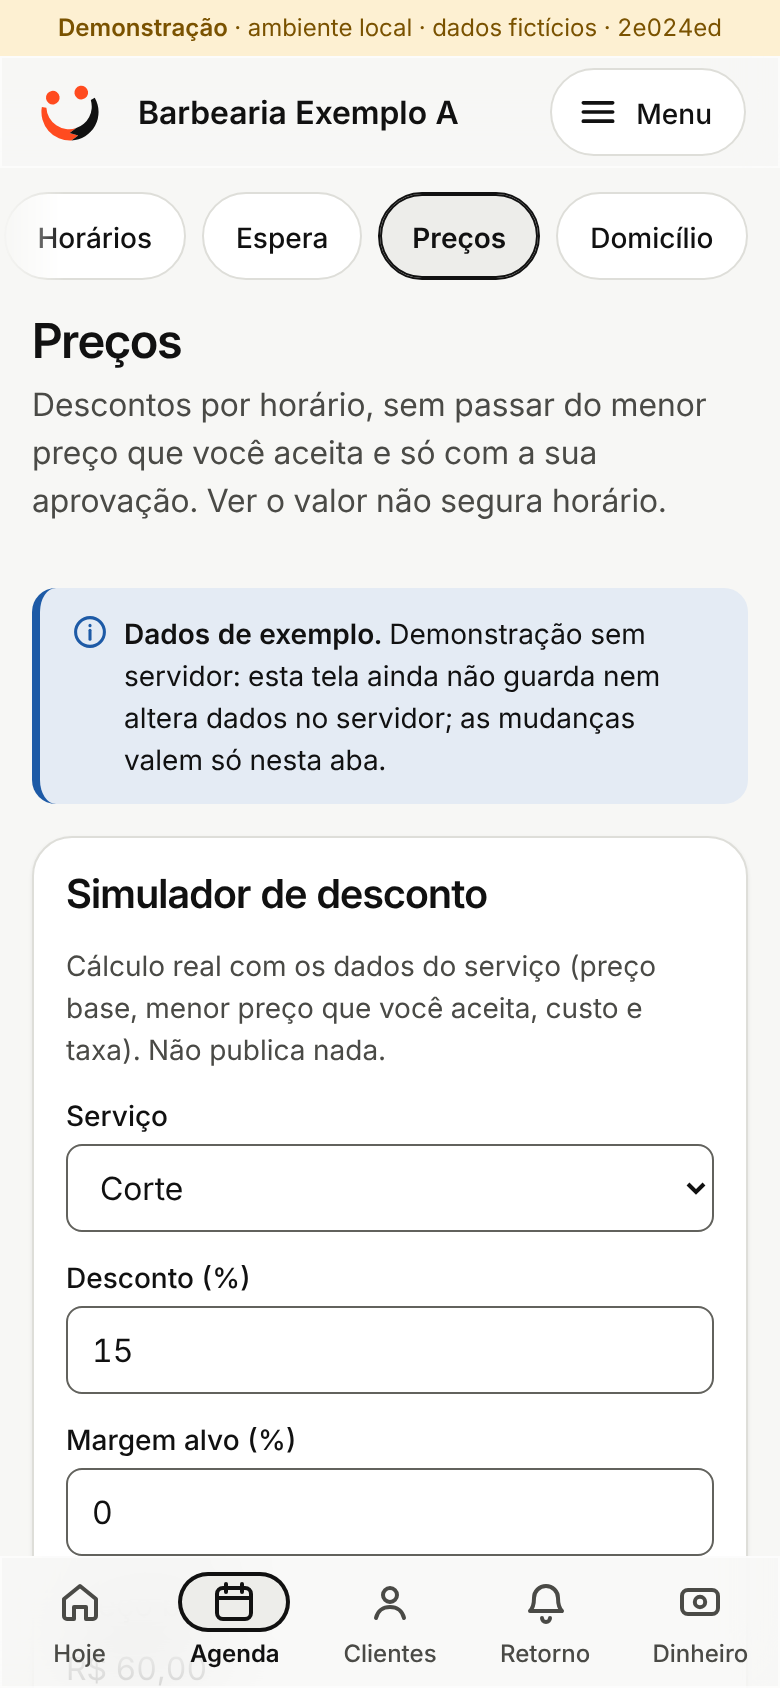 Demonstração · ambiente local · dados fictícios · 2e024ed
Barbearia Exemplo A
Menu
Horários
Espera
Preços
Domicílio
Preços
Descontos por horário, sem passar do menor
preço que você aceita e só com a sua
aprovação. Ver o valor não segura horário.
Dados de exemplo. Demonstração sem
servidor: esta tela ainda não guarda nem
altera dados no servidor; as mudanças
valem só nesta aba.
Simulador de desconto
Cálculo real com os dados do serviço (preço
base, menor preço que você aceita, custo e
taxa). Não publica nada.
Serviço
Corte
Desconto (%)
15
Margem alvo (%)
0
Hoje
Agenda
Clientes
Retorno
Dinheiro
R$ 60,00